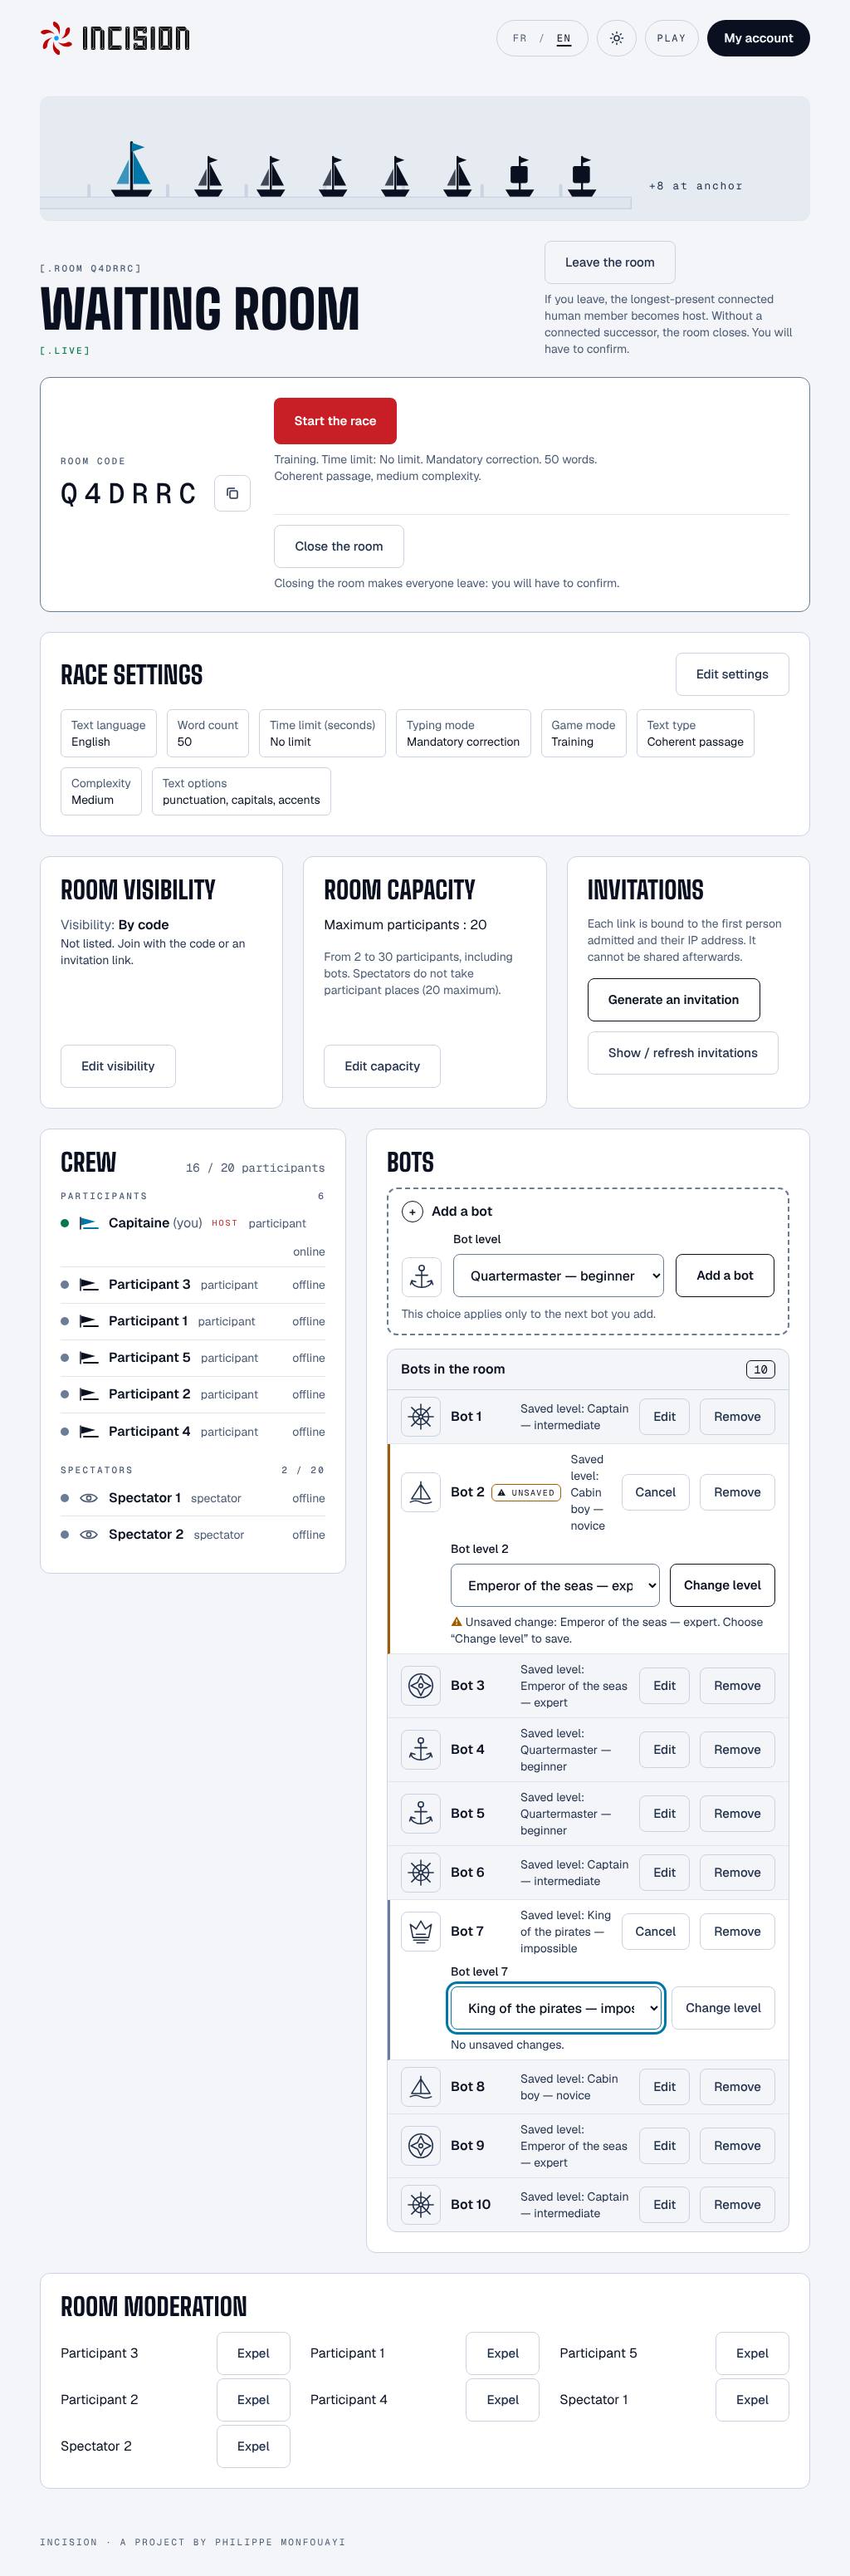 INCISION
FR / EN
PLAY
My account
+8 at anchor
[.ROOM Q4DRRC]
WAITING ROOM
[.LIVE]
Leave the room
If you leave, the longest-present connected
human member becomes host. Without a
connected successor, the room closes. You will
have to confirm.
ROOM CODE
Q4DRRC
Start the race
Training. Time limit: No limit. Mandatory correction. 50 words.
Coherent passage, medium complexity.
Close the room
Closing the room makes everyone leave: you will have to confirm.
RACE SETTINGS
Edit settings
Text language
English
Word count
50
Time limit (seconds)
No limit
Typing mode
Mandatory correction
Game mode
Training
Text type
Coherent passage
Complexity
Medium
Text options
punctuation, capitals, accents
ROOM VISIBILITY
Visibility: By code
Not listed. Join with the code or an
invitation link.
Edit visibility
ROOM CAPACITY
Maximum participants : 20
From 2 to 30 participants, including
bots. Spectators do not take
participant places (20 maximum).
Edit capacity
INVITATIONS
Each link is bound to the first person
admitted and their IP address. It
cannot be shared afterwards.
Generate an invitation
Show / refresh invitations
CREW
16 / 20 participants
PARTICIPANTS 6
Capitaine (you) HOST participant
online
Participant 3 participant offline
Participant 1 participant offline
Participant 5 participant offline
Participant 2 participant offline
Participant 4 participant offline
SPECTATORS 2 / 20
Spectator 1 spectator offline
Spectator 2 spectator offline
BOTS
+ Add a bot
Bot level
Quartermaster — beginner
Add a bot
This choice applies only to the next bot you add.
Bots in the room 10
Bot 1
Saved level: Captain
— intermediate
Edit
Remove
Bot 2
UNSAVED
Saved
level:
Cabin
boy —
novice
Cancel
Remove
Bot level 2
Emperor of the seas — exp
Change level
Unsaved change: Emperor of the seas — expert. Choose
“Change level” to save.
Bot 3
Saved level:
Emperor of the seas
— expert
Edit
Remove
Bot 4
Saved level:
Quartermaster —
beginner
Edit
Remove
Bot 5
Saved level:
Quartermaster —
beginner
Edit
Remove
Bot 6
Saved level: Captain
— intermediate
Edit
Remove
Bot 7
Saved level: King
of the pirates —
impossible
Cancel
Remove
Bot level 7
King of the pirates — impos
Change level
No unsaved changes.
Bot 8
Saved level: Cabin
boy — novice
Edit
Remove
Bot 9
Saved level:
Emperor of the seas
— expert
Edit
Remove
Bot 10
Saved level: Captain
— intermediate
Edit
Remove
ROOM MODERATION
Participant 3 Expel Participant 1 Expel Participant 5 Expel
Participant 2 Expel Participant 4 Expel Spectator 1 Expel
Spectator 2 Expel
INCISION · A PROJECT BY PHILIPPE MONFOUAYI